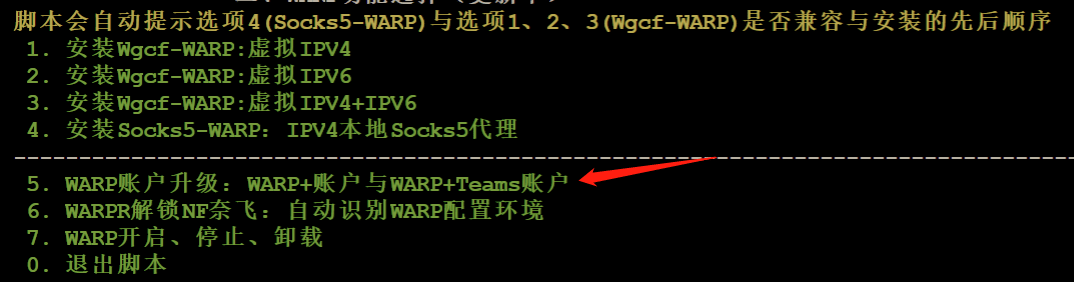 脚本会自动提示选项4(Socks5-WARP)与选项1、2、3(Wgcf-WARP)是否兼容与安装的先后顺序
1. 安装Wgcf-WARP:虚拟IPV4
2. 安装Wgcf-WARP:虚拟IPV6
3. 安装Wgcf-WARP:虚拟IPV4+IPV6
4. 安装Socks5-WARP: IPV4本地Socks5代理
5. WARP账户升级: WARP+账户与WARP+Teams账户
6. WARPR解锁NF奈飞: 自动识别WARP配置环境
7. WARP开启、停止、卸载
0. 退出脚本